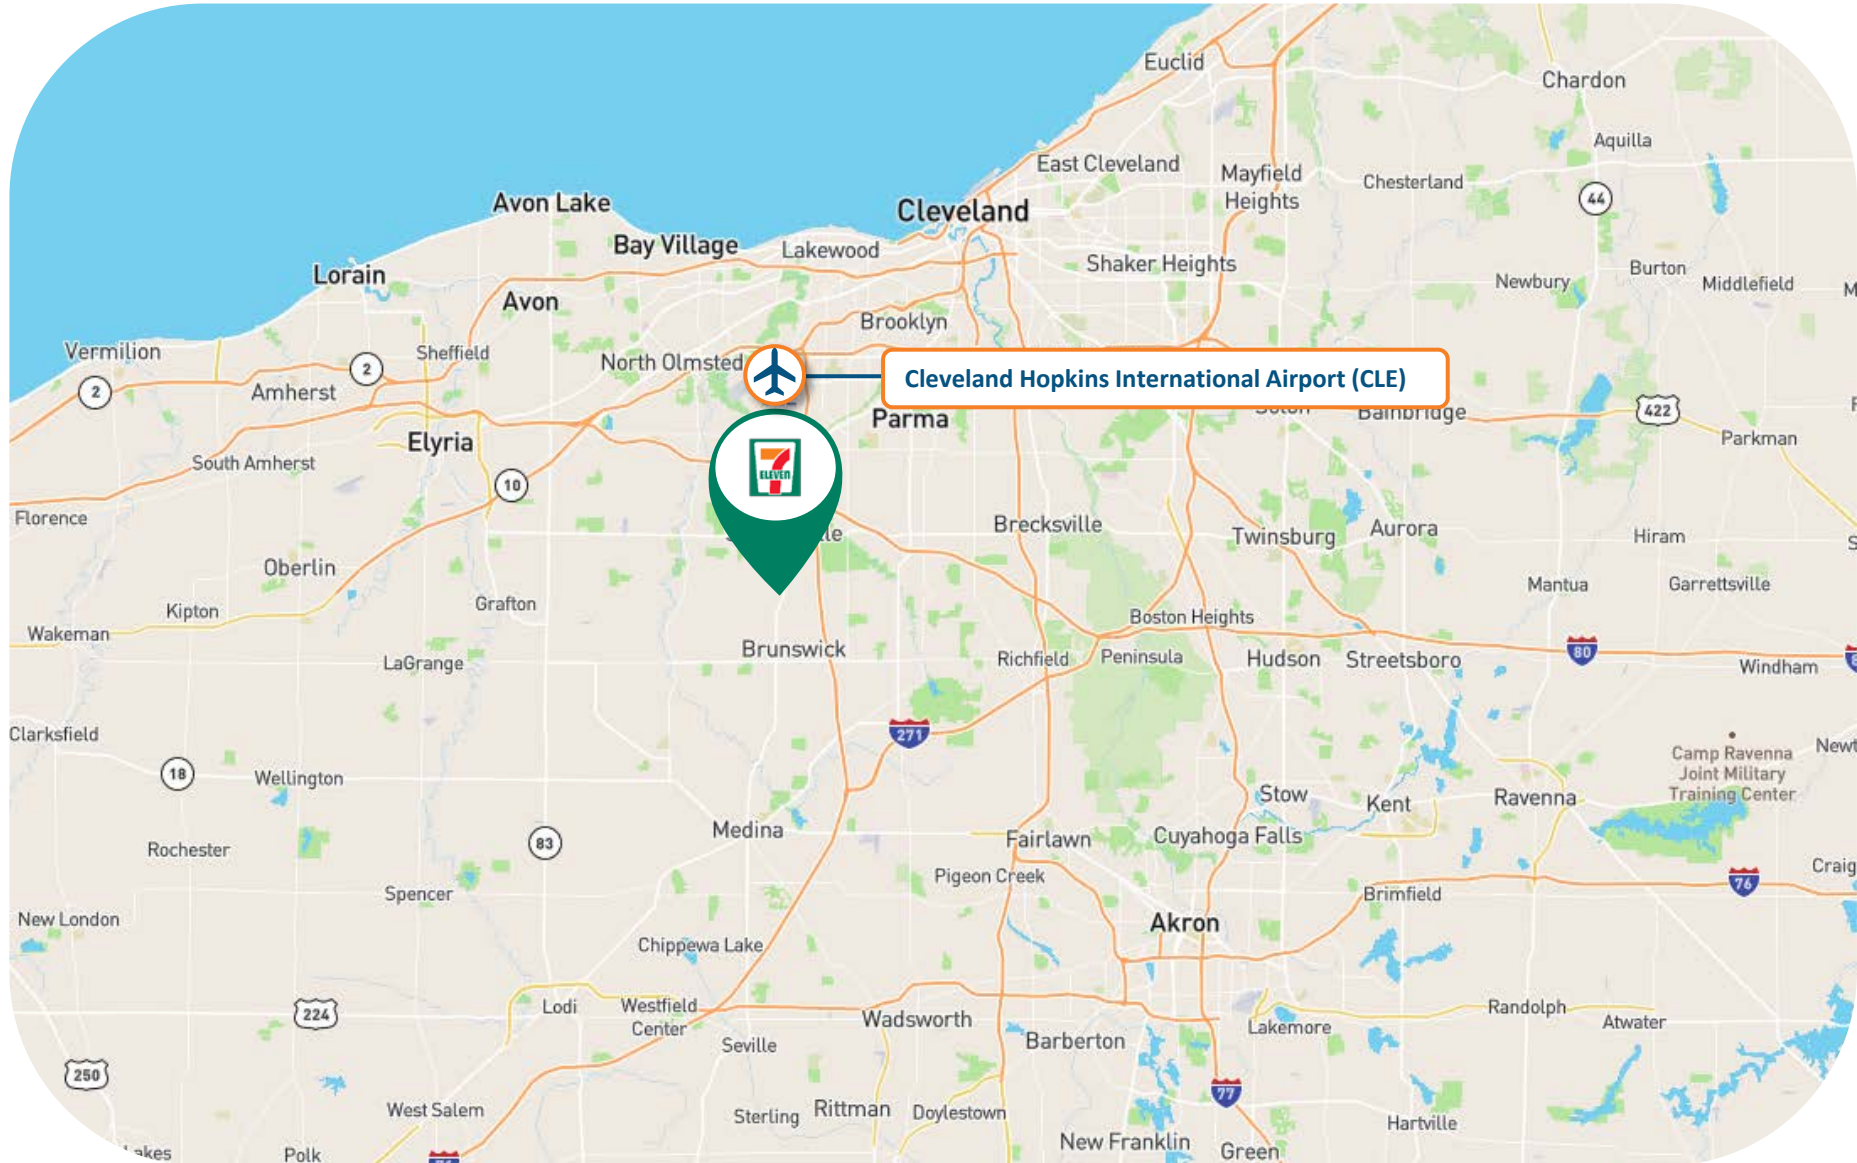 Euclid
Chardon
Aquilla
East Cleveland
Mayfield
Heights
Chesterland
44
Avon Lake
Cleveland
Bay Village
Lakewood
Shaker Heights
Lorain
Avon
Newbury
Burton
Middlefield
Brooklyn
Vermilion
Sheffield
North Olmsted
2
2
Amherst
Cleveland Hopkins International Airport (CLE)
Parma
Bainbridge
422
Parkman
Elyria
South Amherst
7
ELEVEN
10
Florence
Brecksville
Twinsburg
Aurora
Hiram
Oberlin
Grafton
Mantua
Garrettsville
Kipton
Wakeman
Boston Heights
Brunswick
LaGrange
Richfield
Peninsula
Hudson
Streetsboro
80
Windham
Clarksfield
271
Camp Ravenna
Joint Military
Training Center
18
Wellington
Stow
Kent
Ravenna
Medina
Fairlawn
Cuyahoga Falls
83
Rochester
Pigeon Creek
Spencer
Brimfield
76
New London
Akron
Chippewa Lake
Lodi
Westfield
Center
224
Wadsworth
Randolph
Atwater
Lakemore
Barberton
Seville
250
77
West Salem
Sterling
Rittman
Doylestown
Hartville
New Franklin
Green
Polk